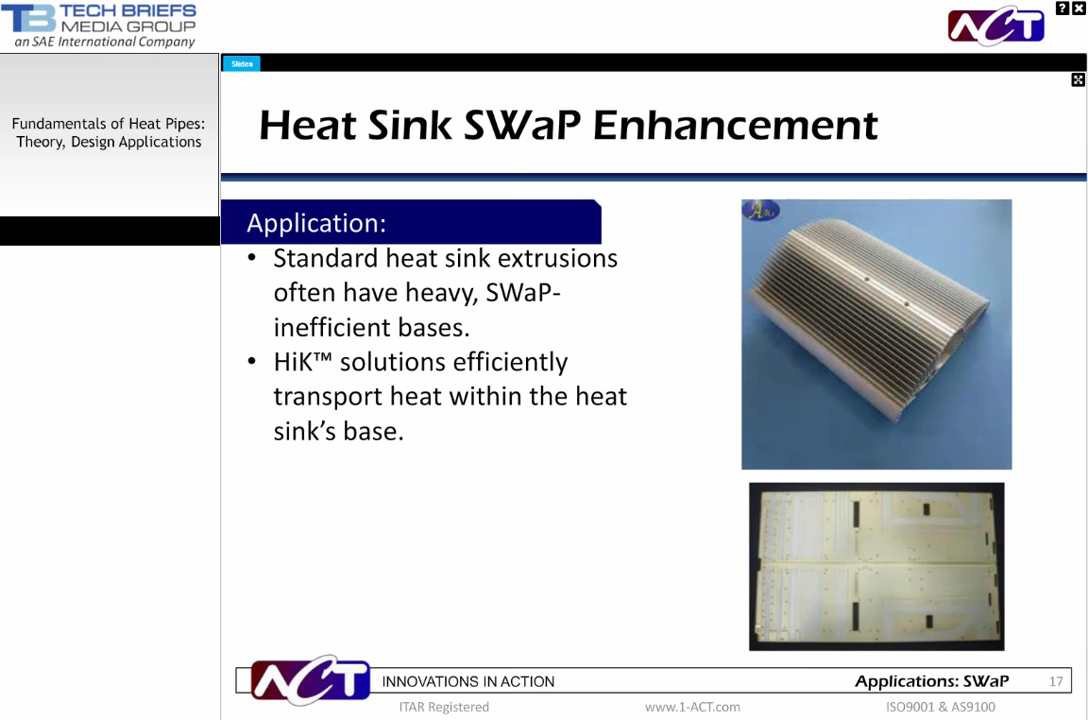 TECH BRIEFS
MEDIA GROUP
an SAE International Company
ACT
Slides
Fundamentals of Heat Pipes:
Theory, Design Applications
Heat Sink SWaP Enhancement
Application:
• Standard heat sink extrusions
often have heavy, SWaP-
inefficient bases.
• HiK™ solutions efficiently
transport heat within the heat
sink’s base.
ACT
INNOVATIONS IN ACTION
Applications: SWaP
17
ITAR Registered
www.1-ACT.com
ISO9001 & AS9100